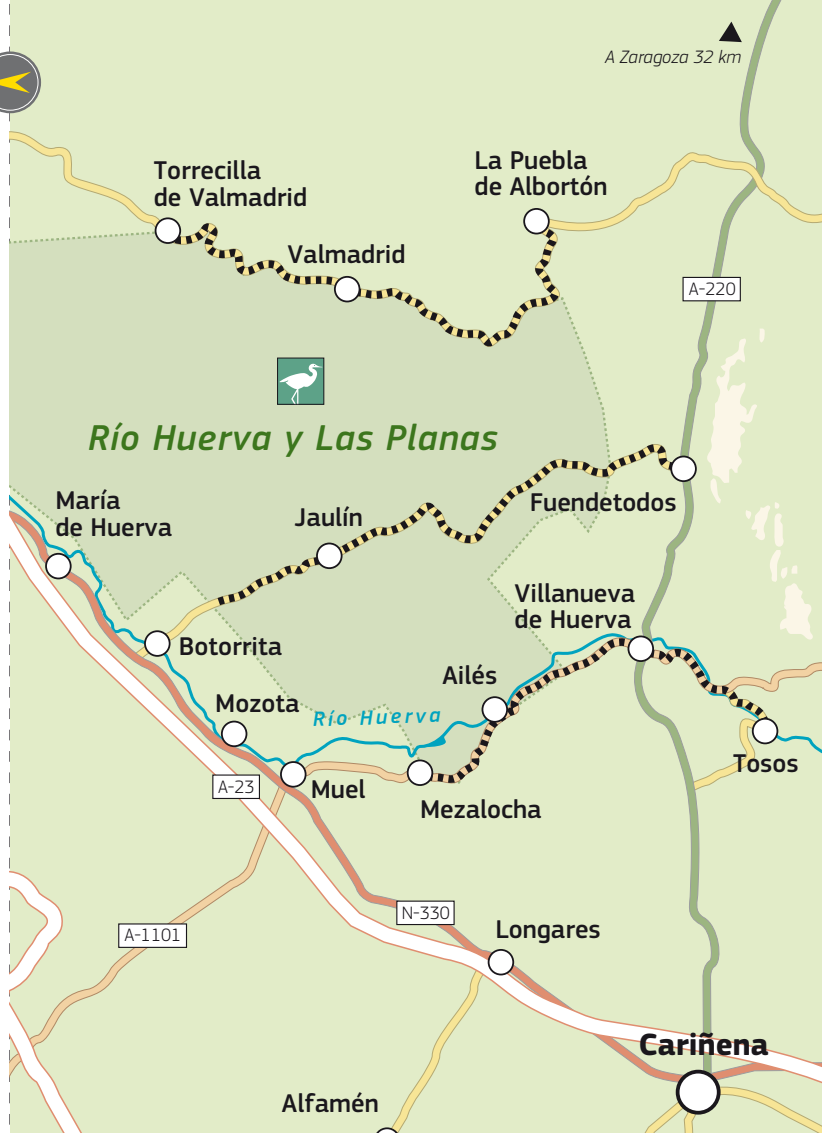 A Zaragoza 32 km
Torrecilla
de Valmadrid
La Puebla
de Albortón
Valmadrid
A-220
Río Huerva y Las Planas
María
de Huerva
Jaulín
Fuendetodos
Villanueva
de Huerva
Botorrita
Ailés
Mozota
Río Huerva
Tosos
A-23
Muel
Mezalocha
N-330
A-1101
Longares
Cariñena
Alfamén